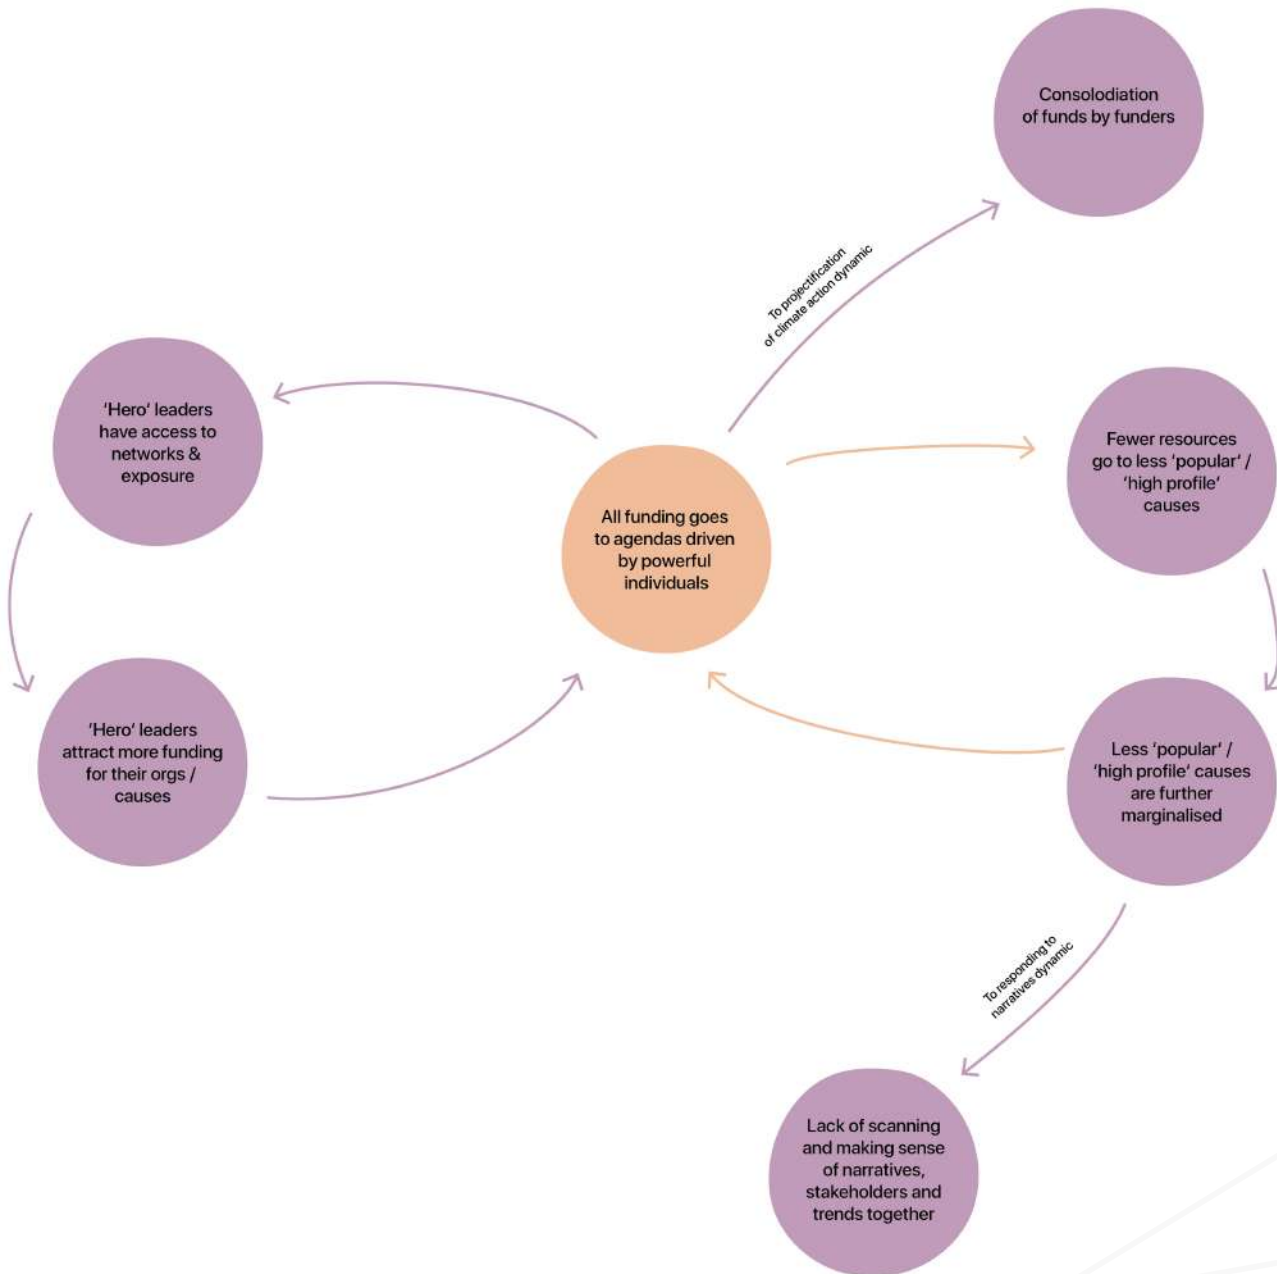 Consolodiation
of funds by funders
To projectification
of climate action dynamic
'Hero' leaders
have access to
networks &
exposure
Fewer resources
go to less 'popular' /
'high profile'
causes
All funding goes
to agendas driven
by powerful
individuals
'Hero' leaders
attract more funding
for their orgs /
causes
Less 'popular' /
'high profile' causes
are further
marginalised
To responding to
narratives dynamic
Lack of scanning
and making sense
of narratives,
stakeholders and
trends together